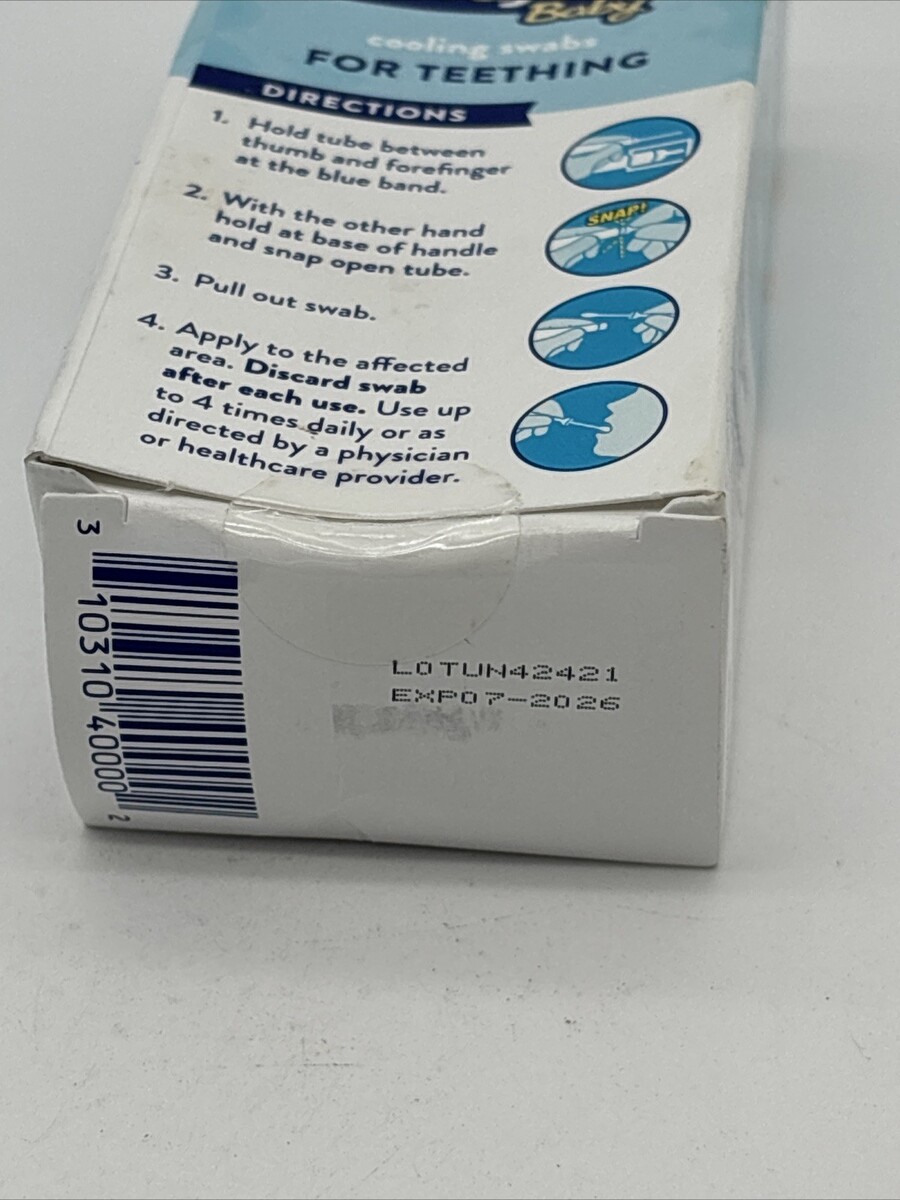 Baby
cooling swabs
FOR TEETHING
DIRECTIONS
1. Hold tube between
thumb and forefinger
at the blue band.
2. With the other hand
hold at base of handle
and snap open tube.
3. Pull out swab.
4. Apply to the affected
area. Discard swab
after each use. Use up
to 4 times daily or as
directed by a physician
or healthcare provider.
SNAP!
3 10310 40000 2
LOTUN42421
EXP07-2026